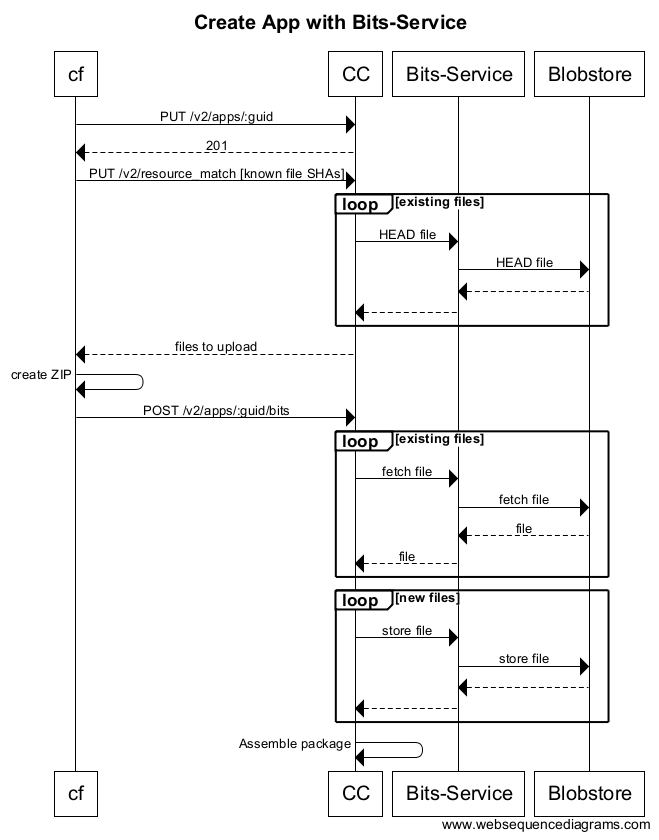 Create App with Bits-Service
cf CC Bits-Service Blobstore
PUT /v2/apps/:guid
201
PUT /v2/resource_match [known file SHAs]
loop [existing files]
HEAD file
HEAD file
files to upload
create ZIP
POST /v2/apps/:guid/bits
loop [existing files]
fetch file
fetch file
file
file
loop [new files]
store file
store file
Assemble package
cf CC Bits-Service Blobstore
www.websequencediagrams.com